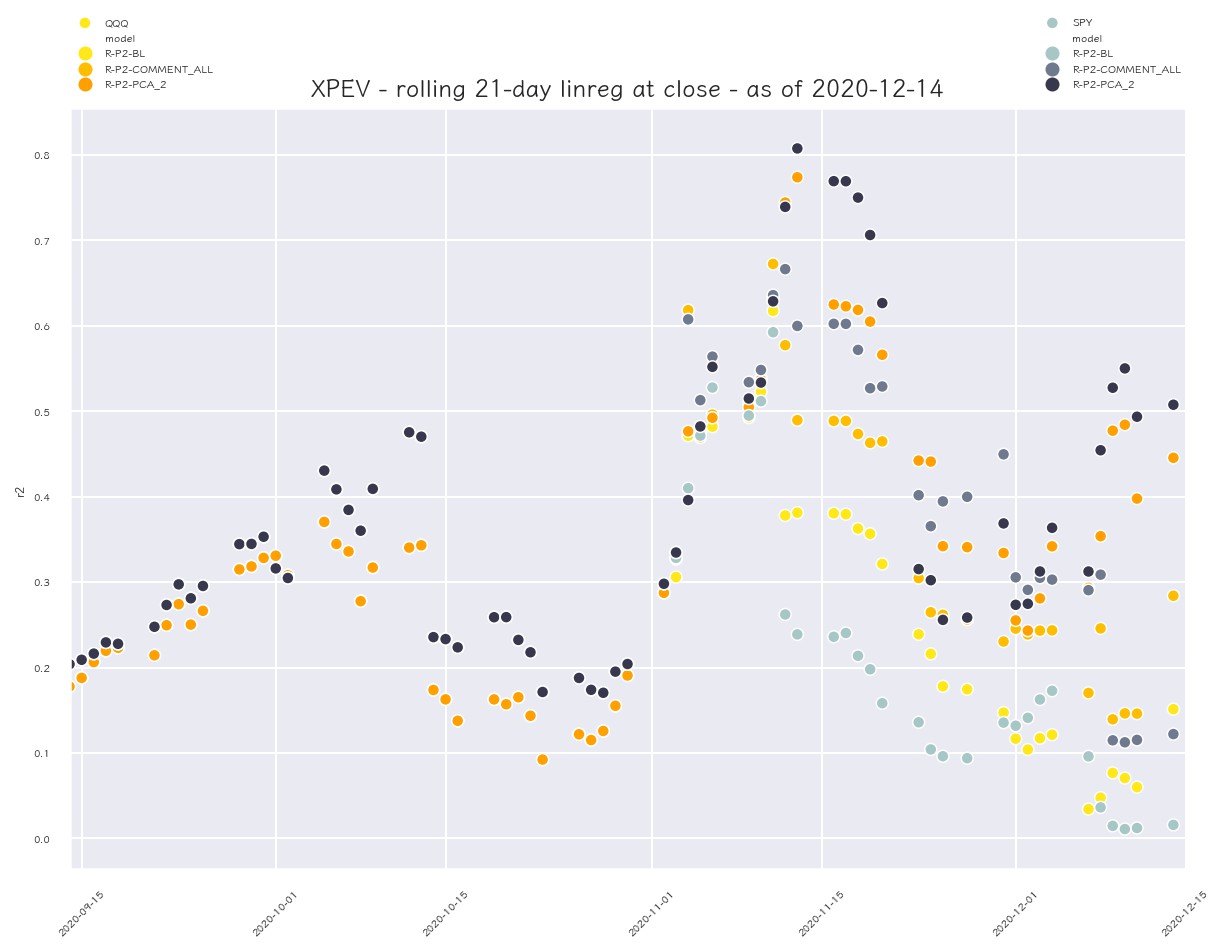 QQQ
model
R-P2-BL
R-P2-COMMENT_ALL
R-P2-PCA_2
SPY
model
R-P2-BL
R-P2-COMMENT_ALL
R-P2-PCA_2
XPEV - rolling 21-day linreg at close - as of 2020-12-14
0.8
0.7
0.6
0.5
0.4
0.3
0.2
0.1
0.0
r2
2020-09-15
2020-10-01
2020-10-15
2020-11-01
2020-11-15
2020-12-01
2020-12-15